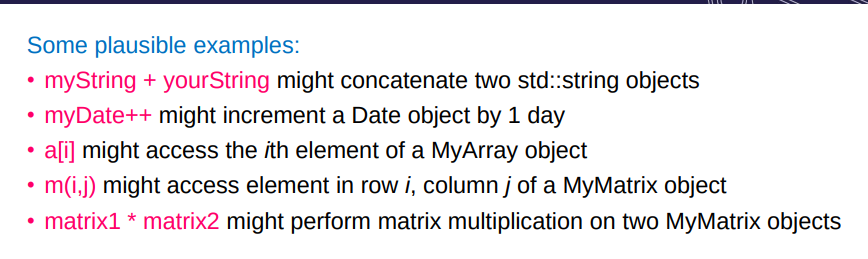 Some plausible examples:
• myString + yourString might concatenate two std::string objects
• myDate++ might increment a Date object by 1 day
• a[i] might access the ith element of a MyArray object
• m(i,j) might access element in row i, column j of a MyMatrix object
• matrix1 * matrix2 might perform matrix multiplication on two MyMatrix objects